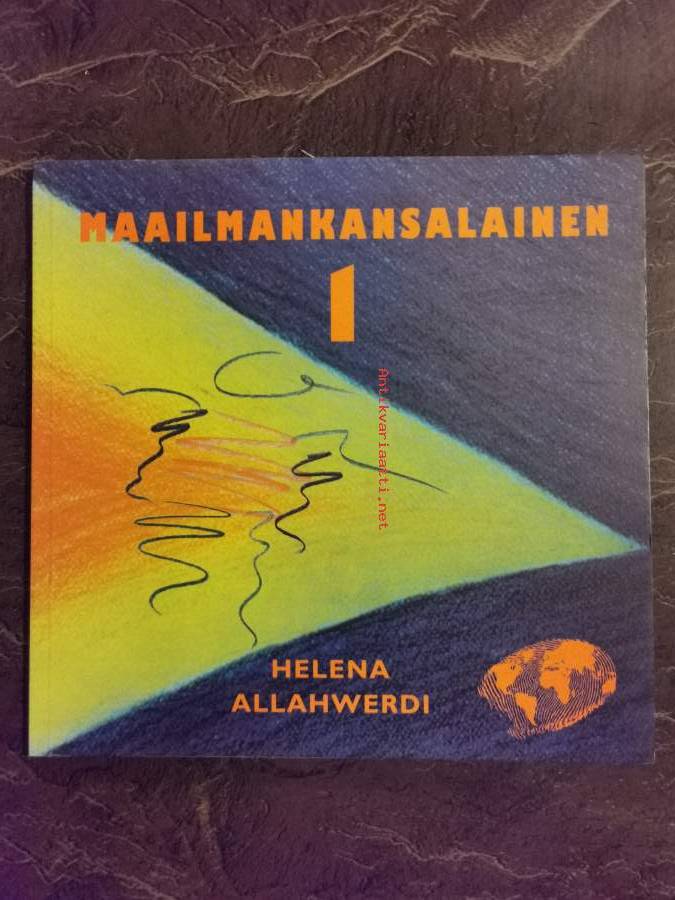 MAAILMANKANSALAINEN
1
Antikvariaatti.net
HELENA
ALLAHWERDI